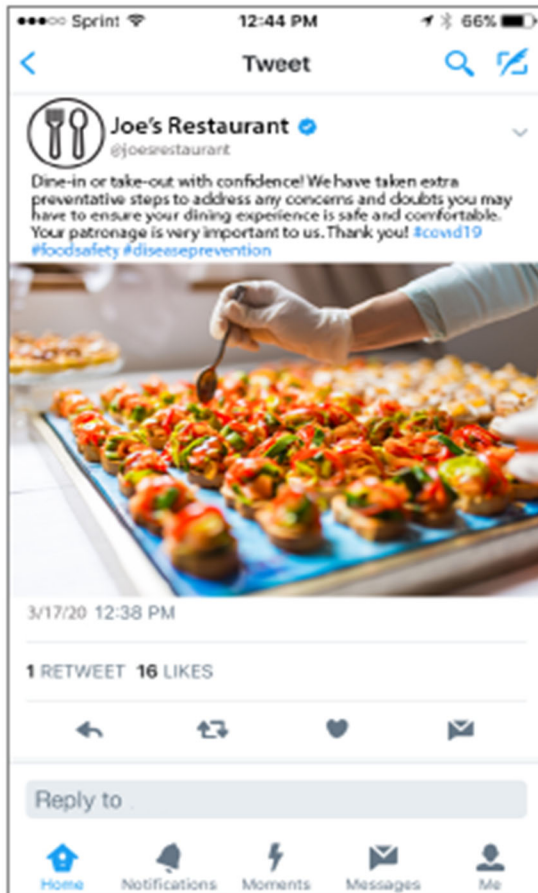 Sprint 12:44 PM 66%
Tweet
Joe's Restaurant
@joesrestaurant
Dine-in or take-out with confidence! We have taken extra
preventative steps to address any concerns and doubts you may
have to ensure your dining experience is safe and comfortable.
Your patronage is very important to us. Thank you! #covid19
#foodsafety #diseaseprevention
3/17/20 12:38 PM
1 RETWEET 16 LIKES
Reply to
Home Notifications Moments Messages Me